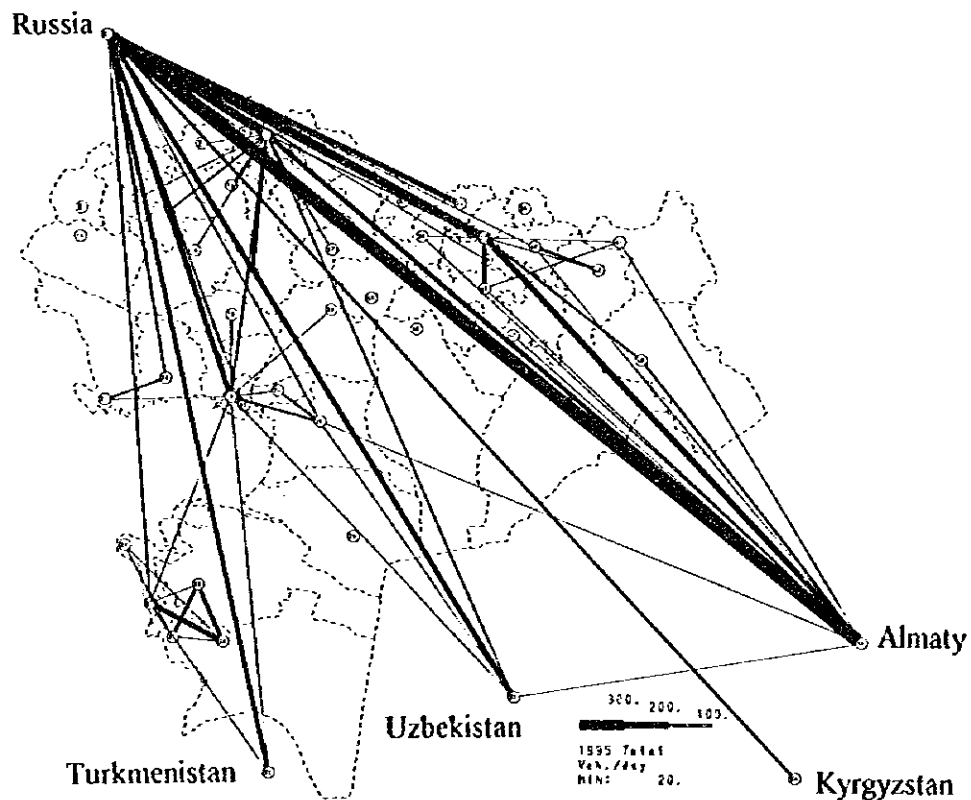 Russia
Almaty
Uzbekistan
300. 200. 100.
1995 Total
Veh./day
MIN: 20.
Turkmenistan
Kyrgyzstan